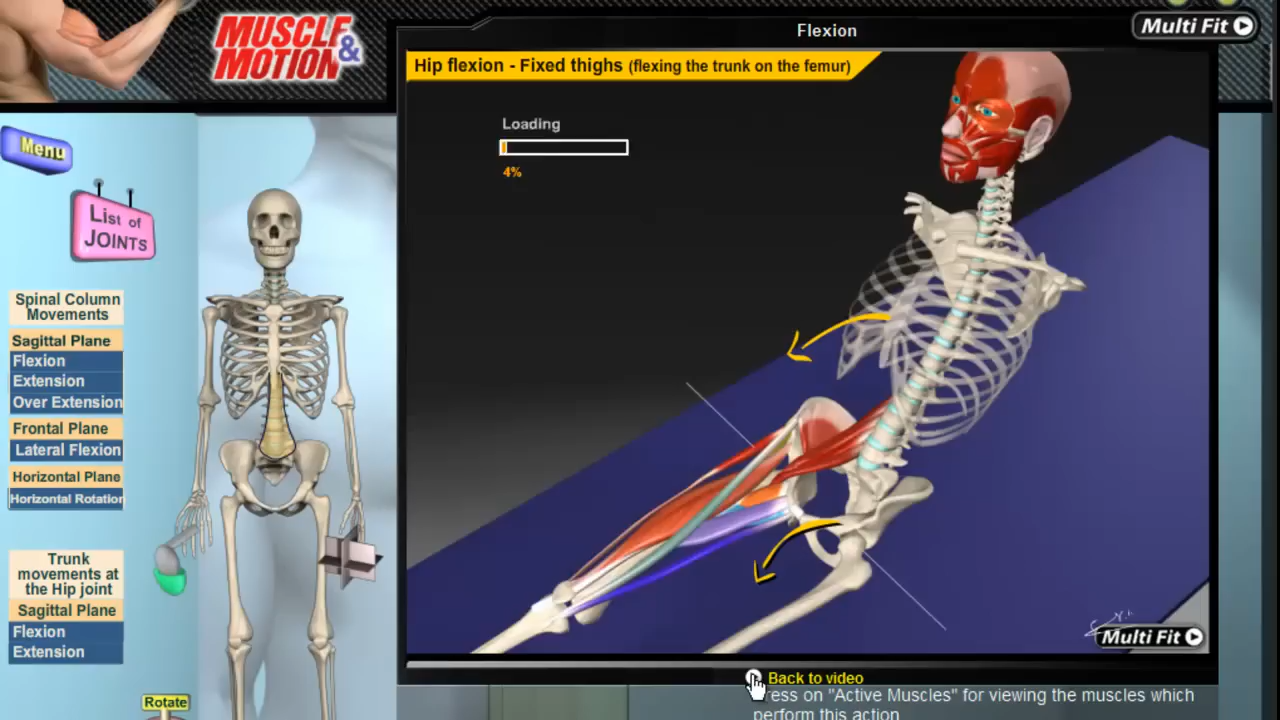 MUSCLE
&
MOTION
Flexion
Multi Fit
Hip flexion - Fixed thighs (flexing the trunk on the femur)
Loading
4%
Menu
List of
JOINTS
Spinal Column
Movements
Sagittal Plane
Flexion
Extension
Over Extension
Frontal Plane
Lateral Flexion
Horizontal Plane
Horizontal Rotation
Trunk
movements at
the Hip joint
Sagittal Plane
Flexion
Extension
Rotate
Multi Fit
Back to video
ress on "Active Muscles" for viewing the muscles which
perform this action